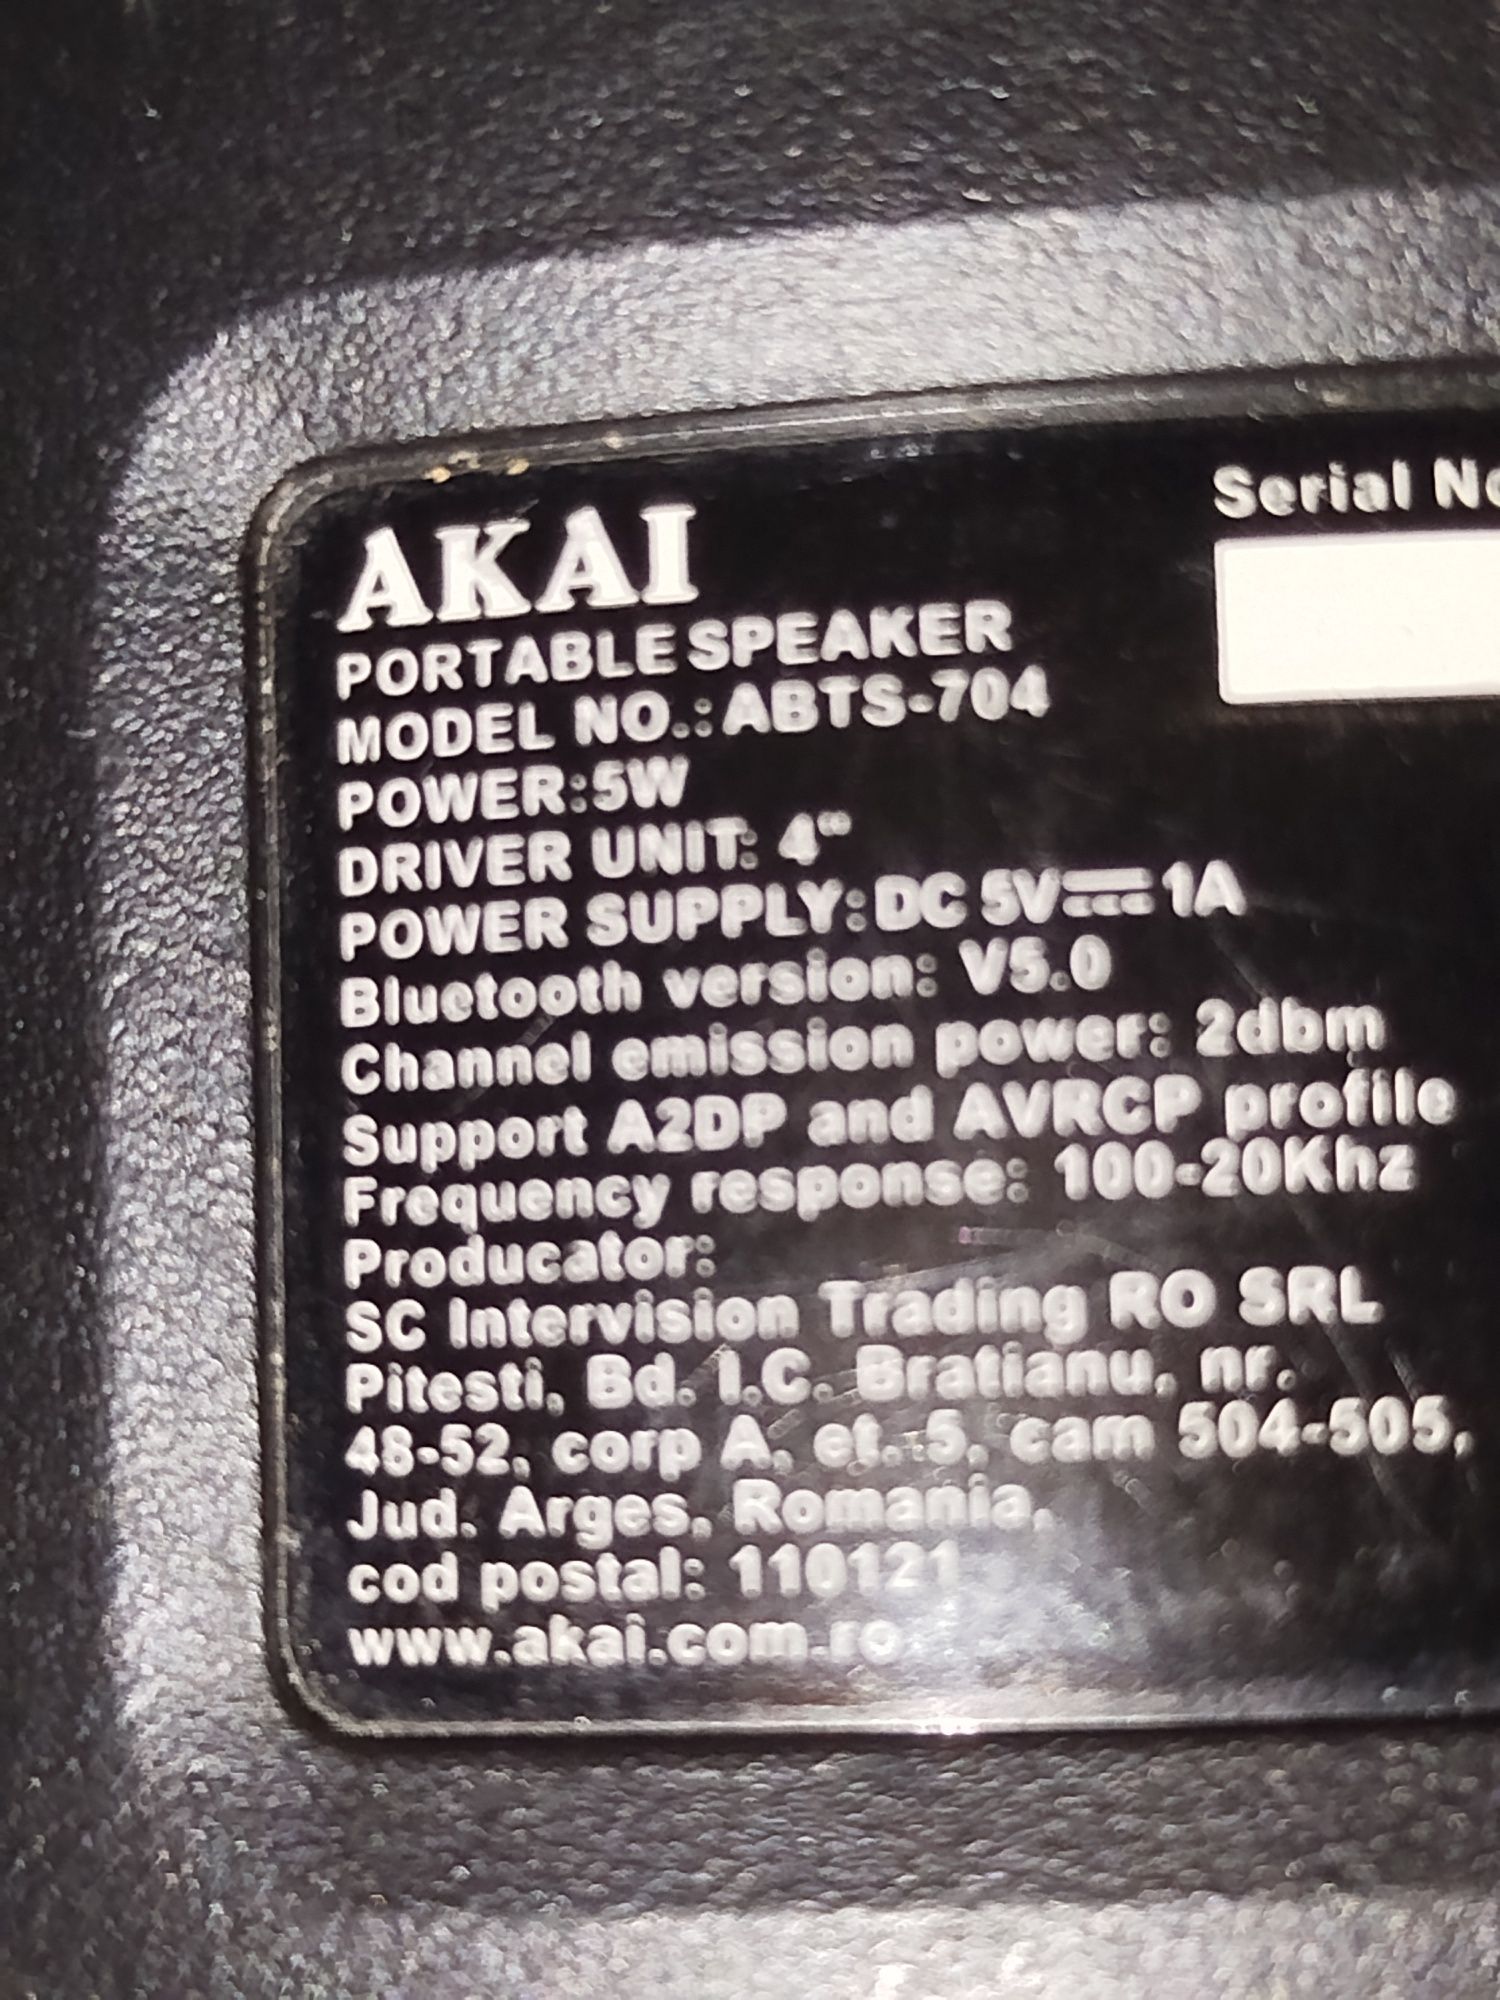 AKAI
PORTABLE SPEAKER
MODEL NO.: ABTS-704
POWER:5W
DRIVER UNIT: 4"
POWER SUPPLY: DC 5V⎓1A
Bluetooth version: V5.0
Channel emission power: 2dbm
Support A2DP and AVRCP profile
Frequency response: 100-20Khz
Producator:
SC Intervision Trading RO SRL
Pitesti, Bd. I.C. Bratianu, nr.
48-52, corp A, et. 5, cam 504-505,
Jud. Arges, Romania,
cod postal: 110121
www.akai.com.ro
Serial